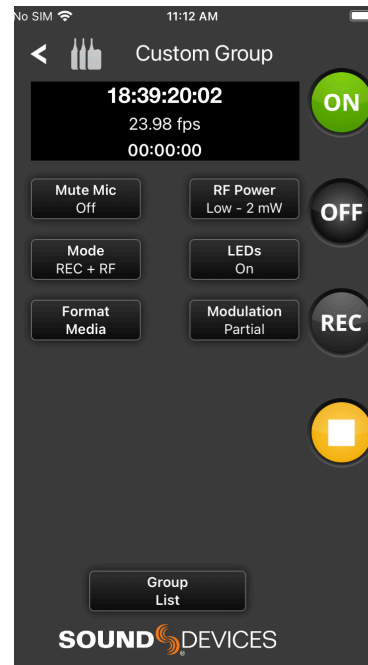 No SIM 11:12 AM
Custom Group
18:39:20:02
23.98 fps
00:00:00
ON
Mute Mic
Off
RF Power
Low - 2 mW
OFF
Mode
REC + RF
LEDs
On
Format
Media
Modulation
Partial
REC
Group
List
SOUND DEVICES